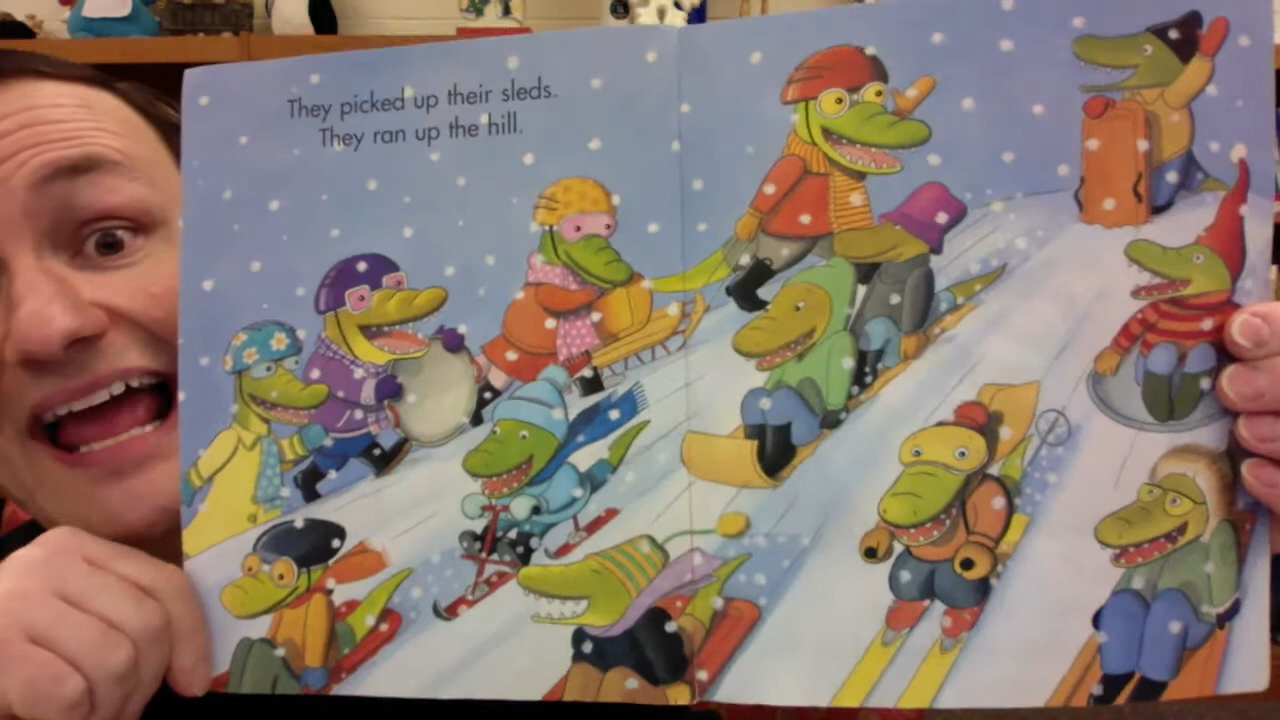 They picked up their sleds.
They ran up the hill.